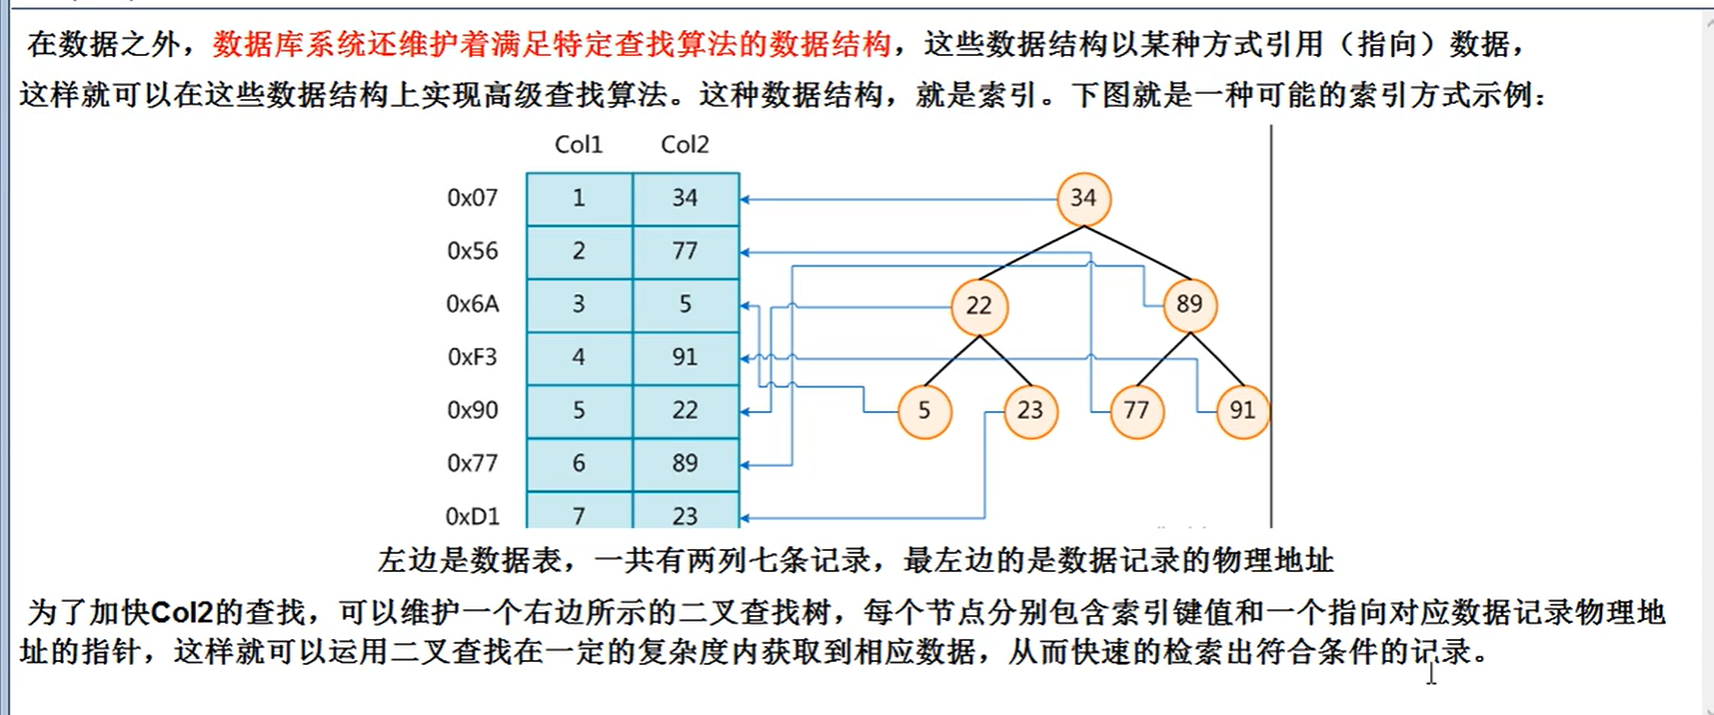 在数据之外，数据库系统还维护着满足特定查找算法的数据结构，这些数据结构以某种方式引用（指向）数据，
这样就可以在这些数据结构上实现高级查找算法。这种数据结构，就是索引。下图就是一种可能的索引方式示例：
Col1 Col2
0x07 1 34 34
0x56 2 77
0x6A 3 5 22 89
0xF3 4 91
0x90 5 22 5 23 77 91
0x77 6 89
0xD1 7 23
左边是数据表，一共有两列七条记录，最左边的是数据记录的物理地址
为了加快Col2的查找，可以维护一个右边所示的二叉查找树，每个节点分别包含索引键值和一个指向对应数据记录物理地
址的指针，这样就可以运用二叉查找在一定的复杂度内获取到相应数据，从而快速的检索出符合条件的记录。